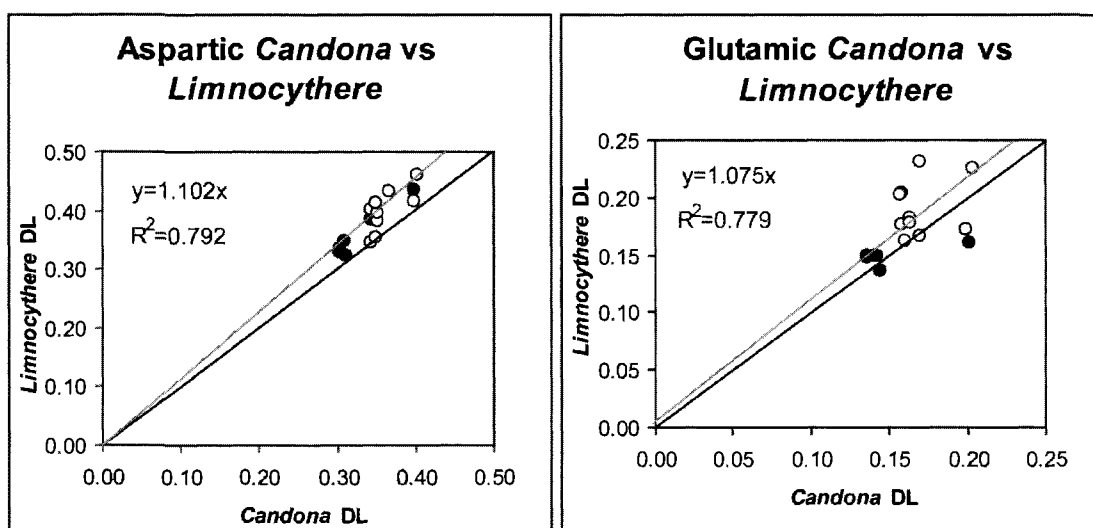 Aspartic Candona vs
Limnocythere
y=1.102x
R²=0.792
Limnocythere DL
0.50
0.40
0.30
0.20
0.10
0.00
0.00 0.10 0.20 0.30 0.40 0.50
Candona DL
Glutamic Candona vs
Limnocythere
y=1.075x
R²=0.779
Limnocythere DL
0.25
0.20
0.15
0.10
0.05
0.00
0.00 0.05 0.10 0.15 0.20 0.25
Candona DL